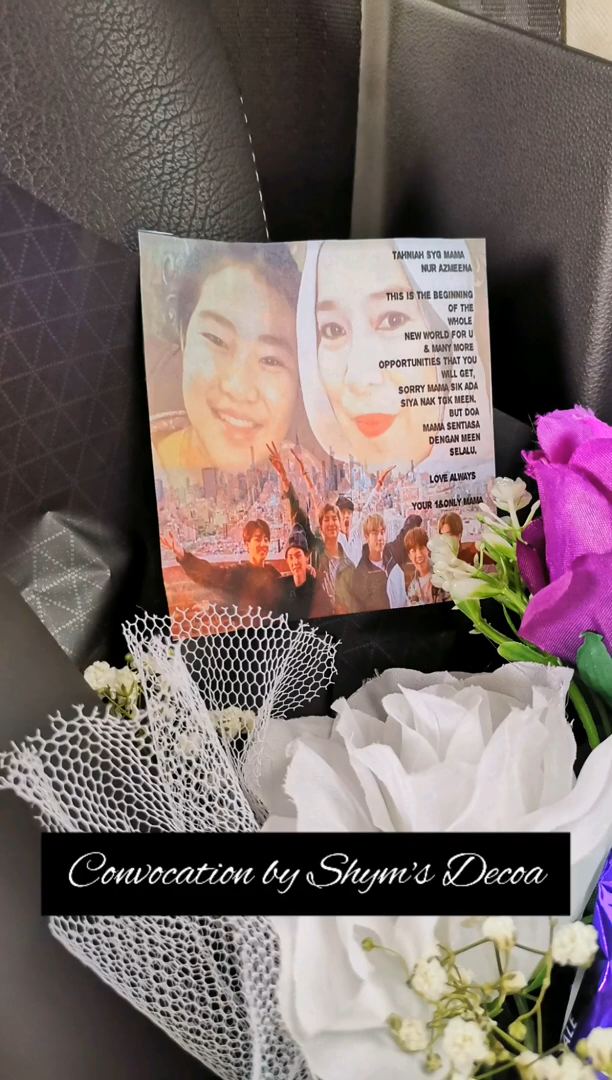 TAHNIAH SYG MAMA
NUR AZMEENA
THIS IS THE BEGINNING
OF THE
WHOLE
NEW WORLD FOR U
& MANY MORE
OPPORTUNITIES THAT YOU
WILL GET,
SORRY MAMA SIK ADA
SIYA NAK TGK MEEN.
BUT DOA
MAMA SENTIASA
DENGAN MEEN
SELALU,
LOVE ALWAYS
YOUR 1&ONLY MAMA
Convocation by Shym's Decoa